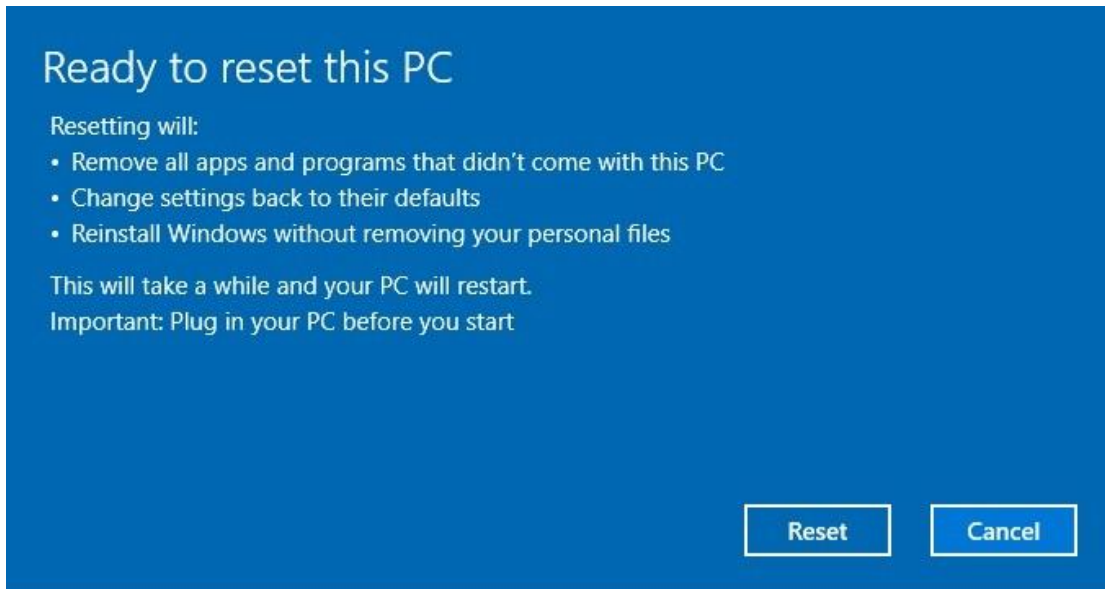 Ready to reset this PC
Resetting will:
• Remove all apps and programs that didn't come with this PC
• Change settings back to their defaults
• Reinstall Windows without removing your personal files
This will take a while and your PC will restart.
Important: Plug in your PC before you start
Reset
Cancel